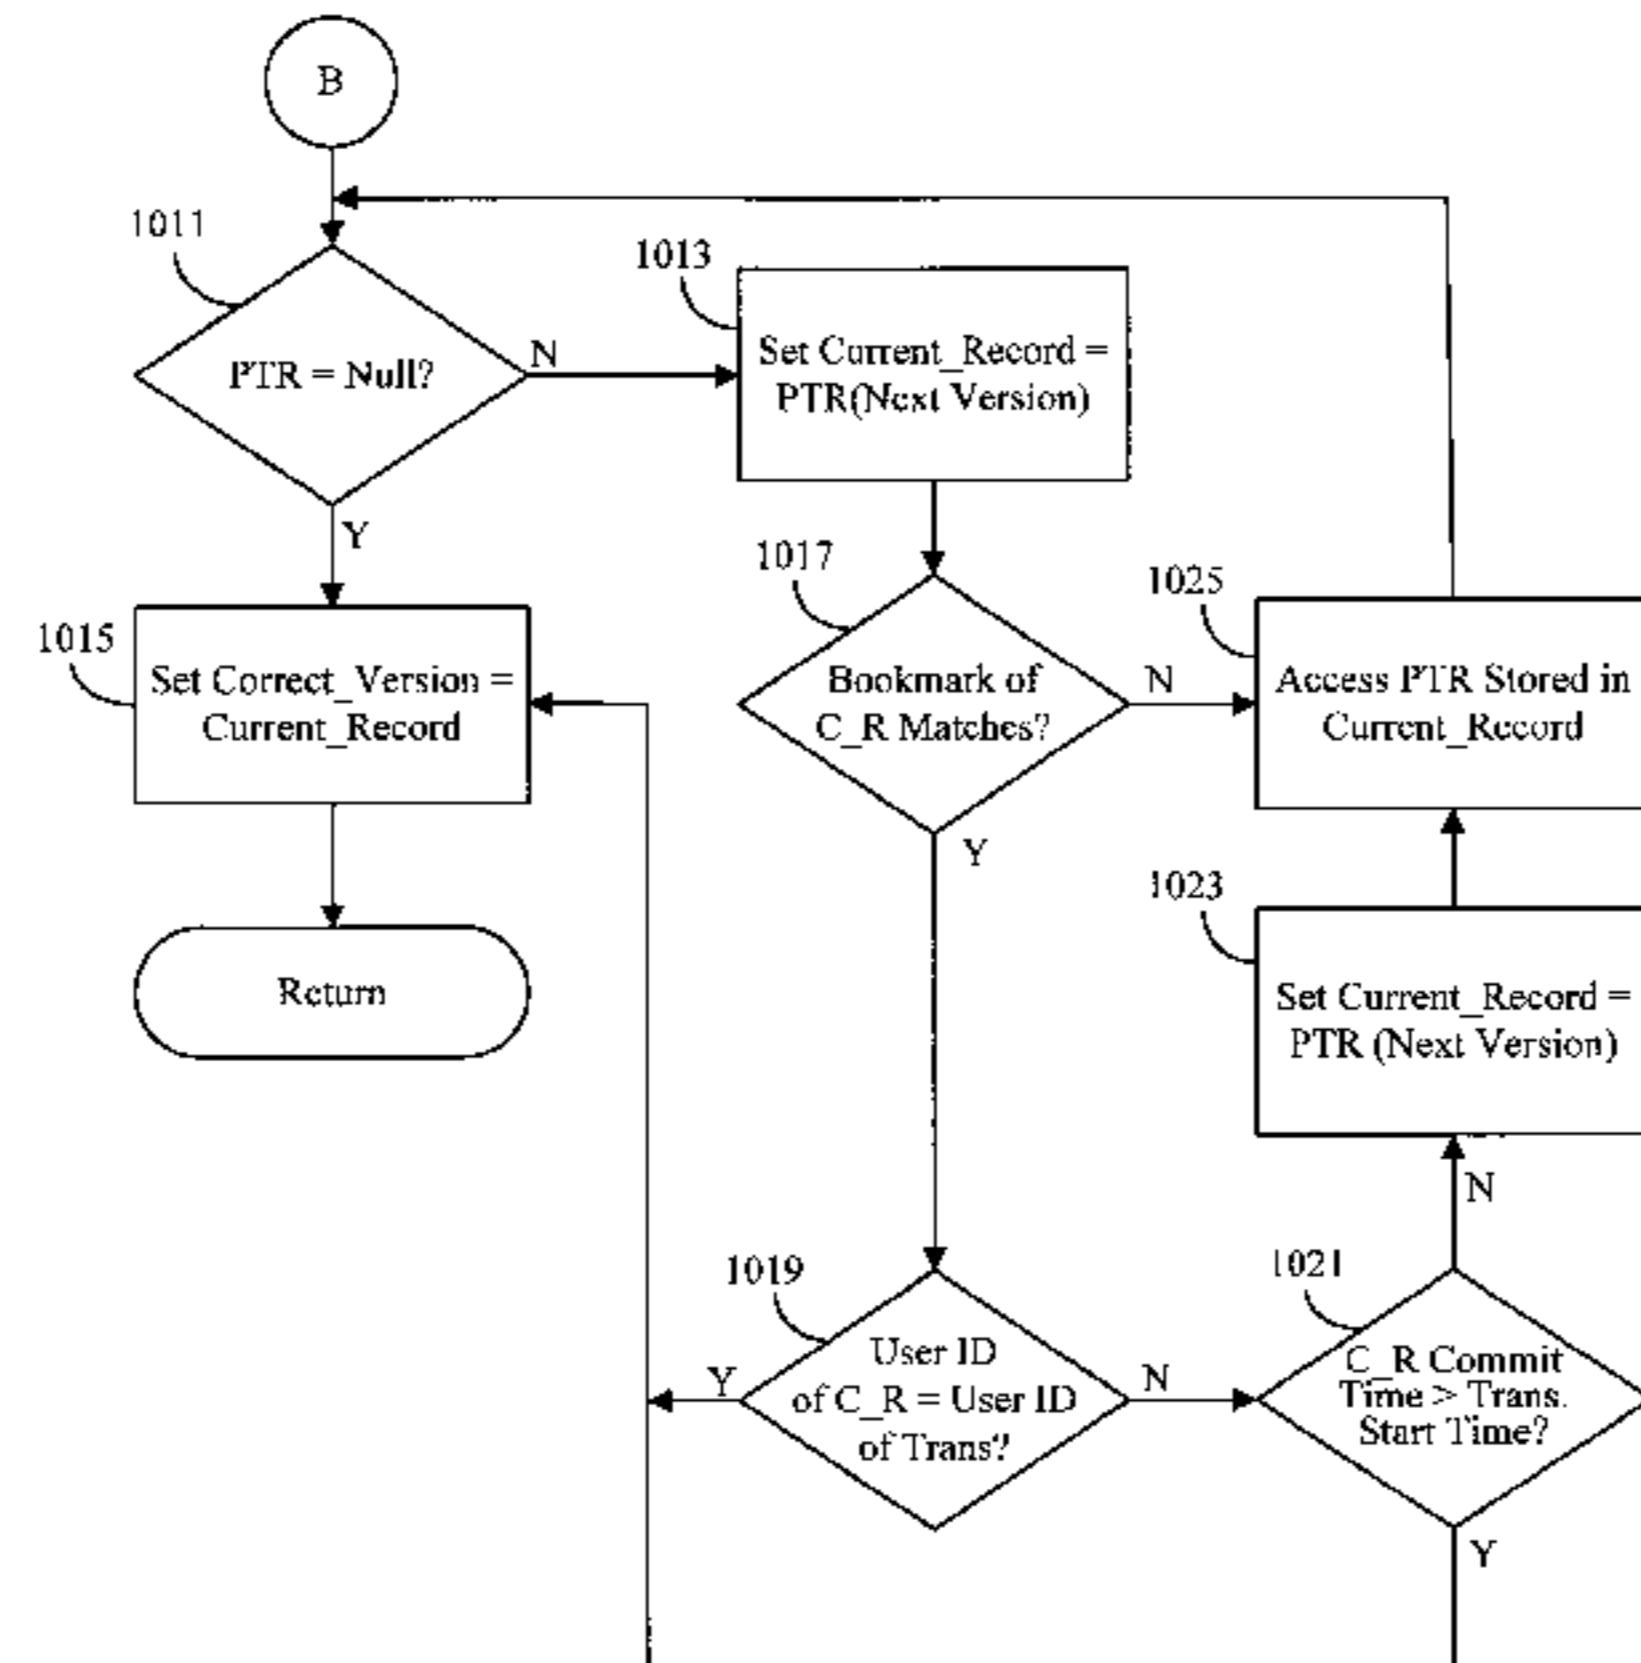 B
1011
PTR = Null?
N
Y
1013
Set Current_Record =
PTR(Next Version)
1015
Set Correct_Version =
Current_Record
Return
1017
Bookmark of
C_R Matches?
N
Y
1025
Access PTR Stored in
Current_Record
1023
Set Current_Record =
PTR (Next Version)
N
1019
User ID
of C_R = User ID
of Trans?
Y
N
1021
C_R Commit
Time > Trans.
Start Time?
Y